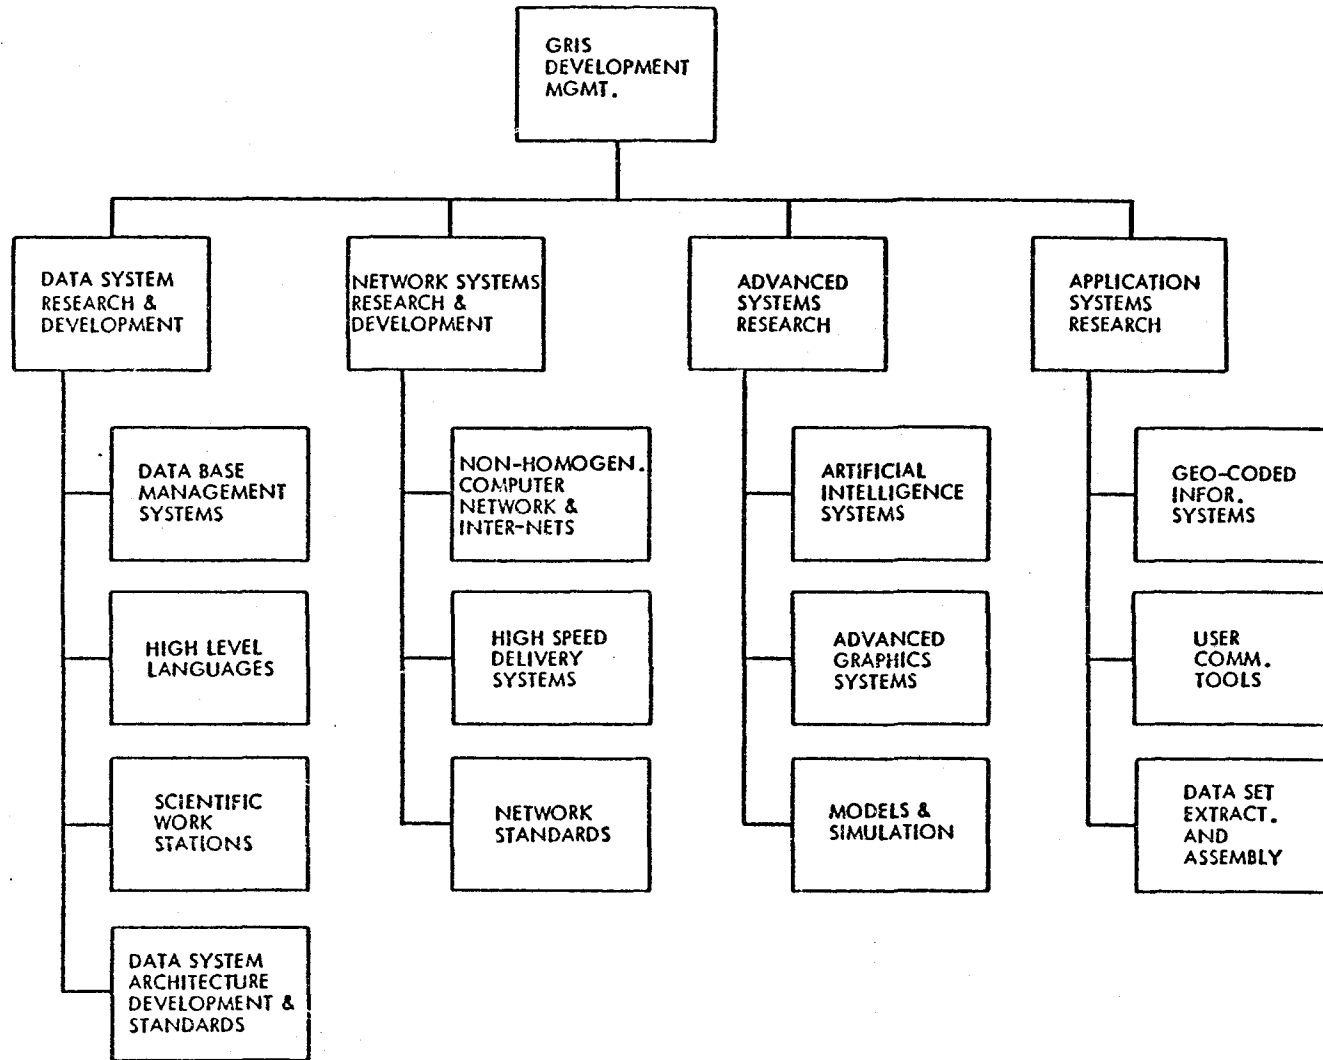 GRIS
DEVELOPMENT
MGMT.
DATA SYSTEM
RESEARCH &
DEVELOPMENT
NETWORK SYSTEMS
RESEARCH &
DEVELOPMENT
ADVANCED
SYSTEMS
RESEARCH
APPLICATION
SYSTEMS
RESEARCH
DATA BASE
MANAGEMENT
SYSTEMS
HIGH LEVEL
LANGUAGES
SCIENTIFIC
WORK
STATIONS
DATA SYSTEM
ARCHITECTURE
DEVELOPMENT &
STANDARDS
NON-HOMOGEN.
COMPUTER
NETWORK &
INTER-NETS
HIGH SPEED
DELIVERY
SYSTEMS
NETWORK
STANDARDS
ARTIFICIAL
INTELLIGENCE
SYSTEMS
ADVANCED
GRAPHICS
SYSTEMS
MODELS &
SIMULATION
GEO-CODED
INFOR.
SYSTEMS
USER
COMM.
TOOLS
DATA SET
EXTRACT.
AND
ASSEMBLY